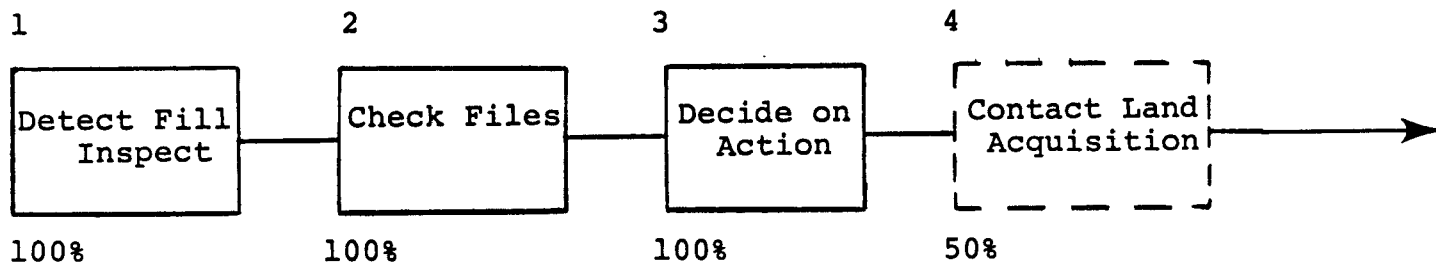 1 2 3 4
Detect Fill Check Files Decide on Contact Land
Inspect Action Acquisition
100% 100% 100% 50%